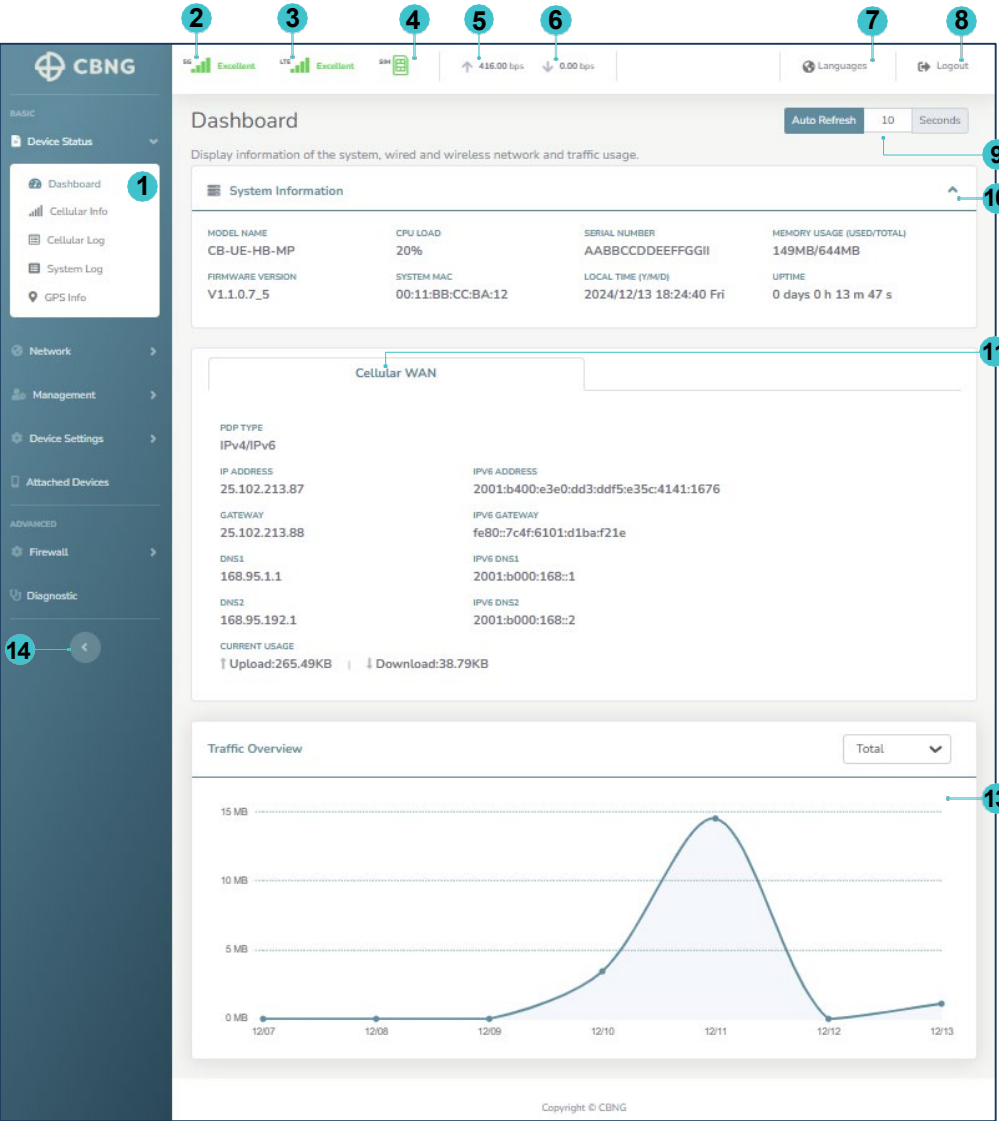 2 3 4 5 6 7 8
CBNG
5G Excellent LTE Excellent SIM 416.00 bps 0.00 bps Languages Logout
BASIC
Device Status
Dashboard 1
Cellular Info
Cellular Log
System Log
GPS Info
Network
Management
Device Settings
Attached Devices
ADVANCED
Firewall
Diagnostic
14
Dashboard
Auto Refresh 10 Seconds
Display information of the system, wired and wireless network and traffic usage.
9
System Information
10
MODEL NAME CPU LOAD SERIAL NUMBER MEMORY USAGE (USED/TOTAL)
CB-UE-HB-MP 20% AABBCCDDEEFFGGII 149MB/644MB
FIRMWARE VERSION SYSTEM MAC LOCAL TIME (Y/M/D) UPTIME
V1.1.0.7_5 00:11:BB:CC:BA:12 2024/12/13 18:24:40 Fri 0 days 0 h 13 m 47 s
11
Cellular WAN
PDP TYPE
IPv4/IPv6
IP ADDRESS IPV6 ADDRESS
25.102.213.87 2001:b400:e3e0:dd3:ddf5:e35c:4141:1676
GATEWAY IPV6 GATEWAY
25.102.213.88 fe80::7c4f:6101:d1ba:f21e
DNS1 IPV6 DNS1
168.95.1.1 2001:b000:168::1
DNS2 IPV6 DNS2
168.95.192.1 2001:b000:168::2
CURRENT USAGE
Upload:265.49KB | Download:38.79KB
Traffic Overview Total
13
15 MB
10 MB
5 MB
0 MB
12/07 12/08 12/09 12/10 12/11 12/12 12/13
Copyright © CBNG